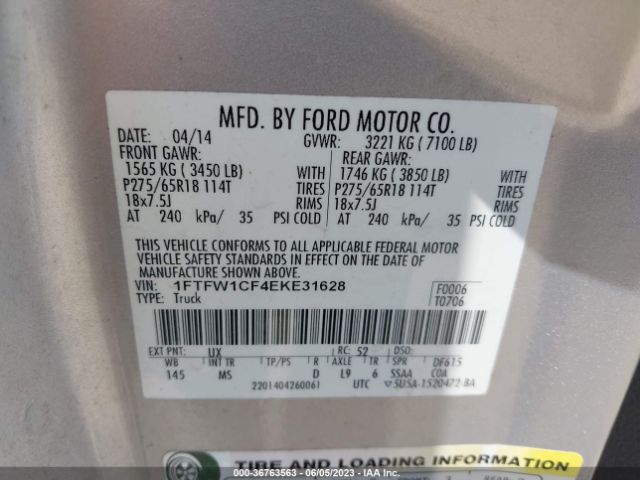 MFD. BY FORD MOTOR CO.
DATE: 04/14 GVWR: 3221 KG ( 7100 LB)
FRONT GAWR: REAR GAWR:
1565 KG ( 3450 LB) 1746 KG ( 3850 LB)
P275/65R18 114T TIRES P275/65R18 114T TIRES
18x7.5J RIMS 18x7.5J RIMS
AT 240 kPa/ 35 PSI COLD AT 240 kPa/ 35 PSI COLD
THIS VEHICLE CONFORMS TO ALL APPLICABLE FEDERAL MOTOR
VEHICLE SAFETY STANDARDS IN EFFECT ON THE DATE OF
MANUFACTURE SHOWN ABOVE.
VIN: 1FTFW1CF4EKE31628 F0006
TYPE: Truck T0706
EXT PNT: UX RC: 52 DSO:
WB INT TR TP/PS R AXLE TR SPR DF615
145 MS D L9 6 SSAA COA
2201404260061 UTC 5U5A-1520472-BA
TIRE AND LOADING INFORMATION
000-36763563 - 06/05/2023 - IAA Inc.